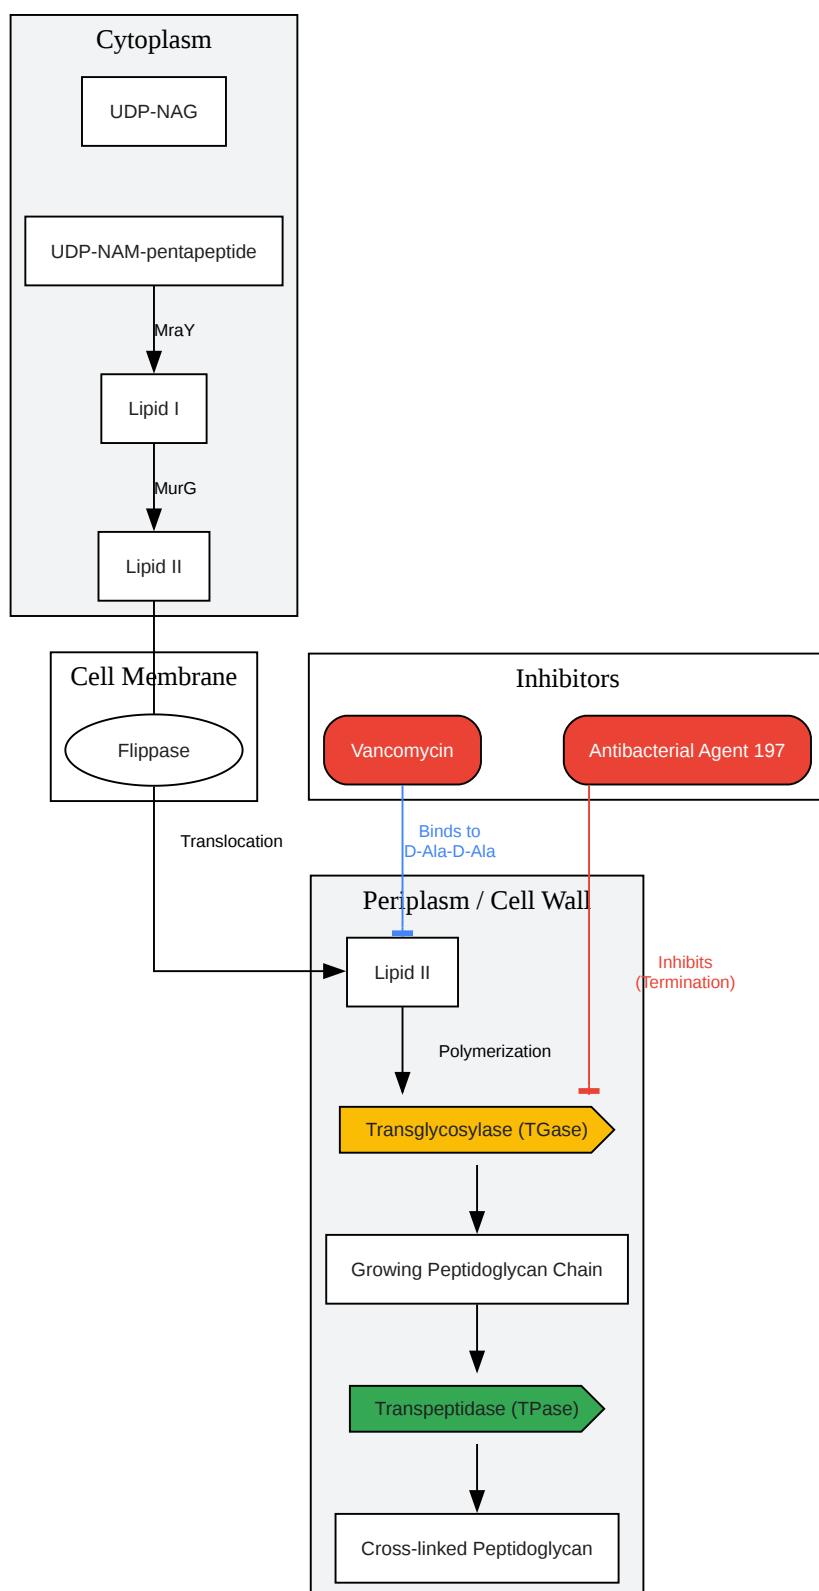 Cytoplasm
UDP-NAG
UDP-NAM-pentapeptide
MraY
Lipid I
MurG
Lipid II
Cell Membrane
Flippase
Translocation
Inhibitors
Vancomycin
Antibacterial Agent 197
Binds to
D-Ala-D-Ala
Inhibits
(Termination)
Periplasm / Cell Wall
Lipid II
Polymerization
Transglycosylase (TGase)
Growing Peptidoglycan Chain
Transpeptidase (TPase)
Cross-linked Peptidoglycan